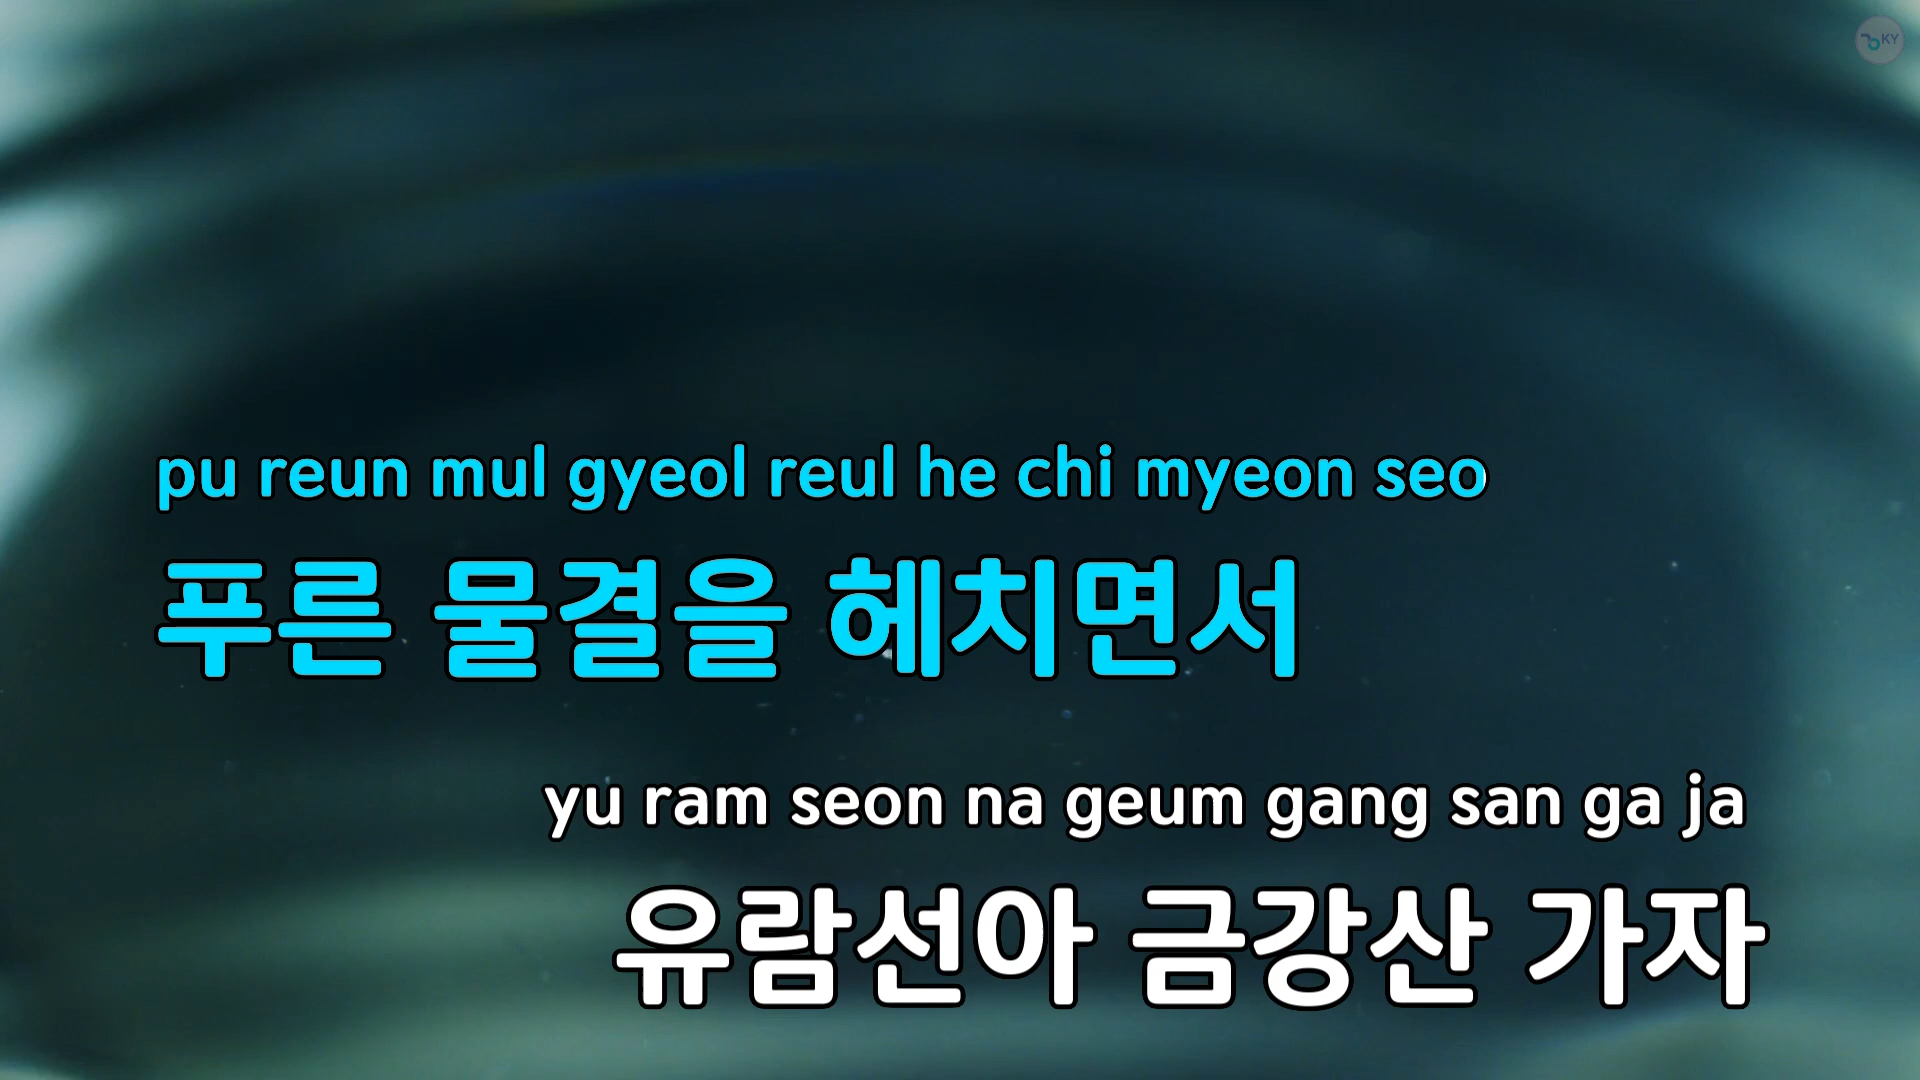 KY
pu reun mul gyeol reul he chi myeon seo
푸른 물결을 헤치면서
yu ram seon na geum gang san ga ja
유람선아 금강산 가자